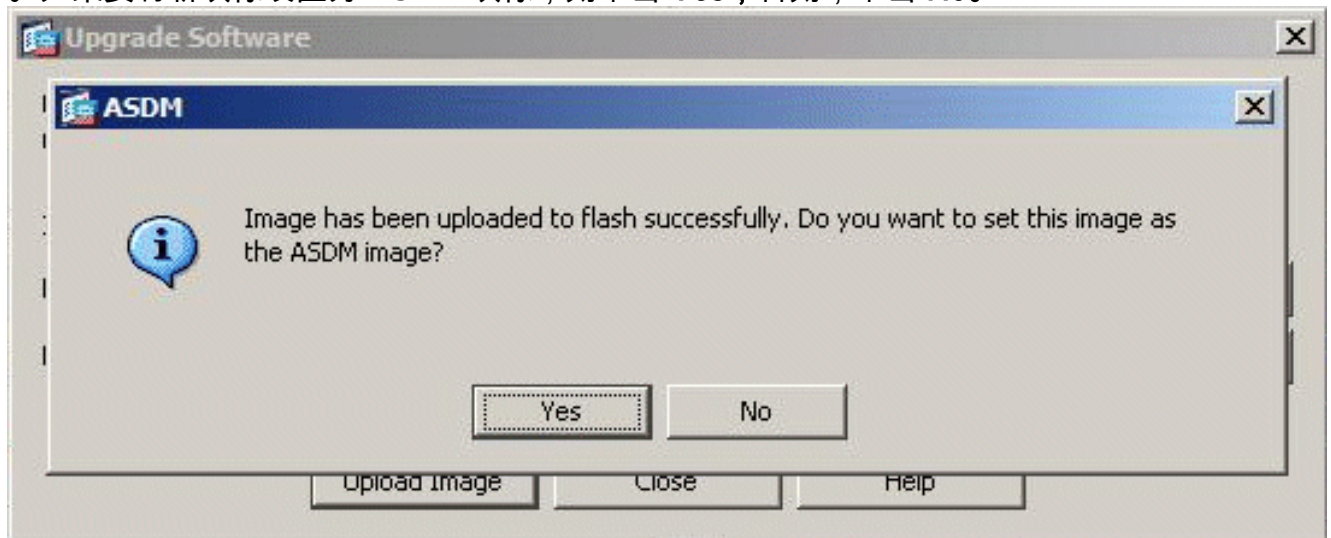 Upgrade Software
ASDM
Image has been uploaded to flash successfully. Do you want to set this image as
the ASDM image?
Yes
No
Upload Image
Close
Help